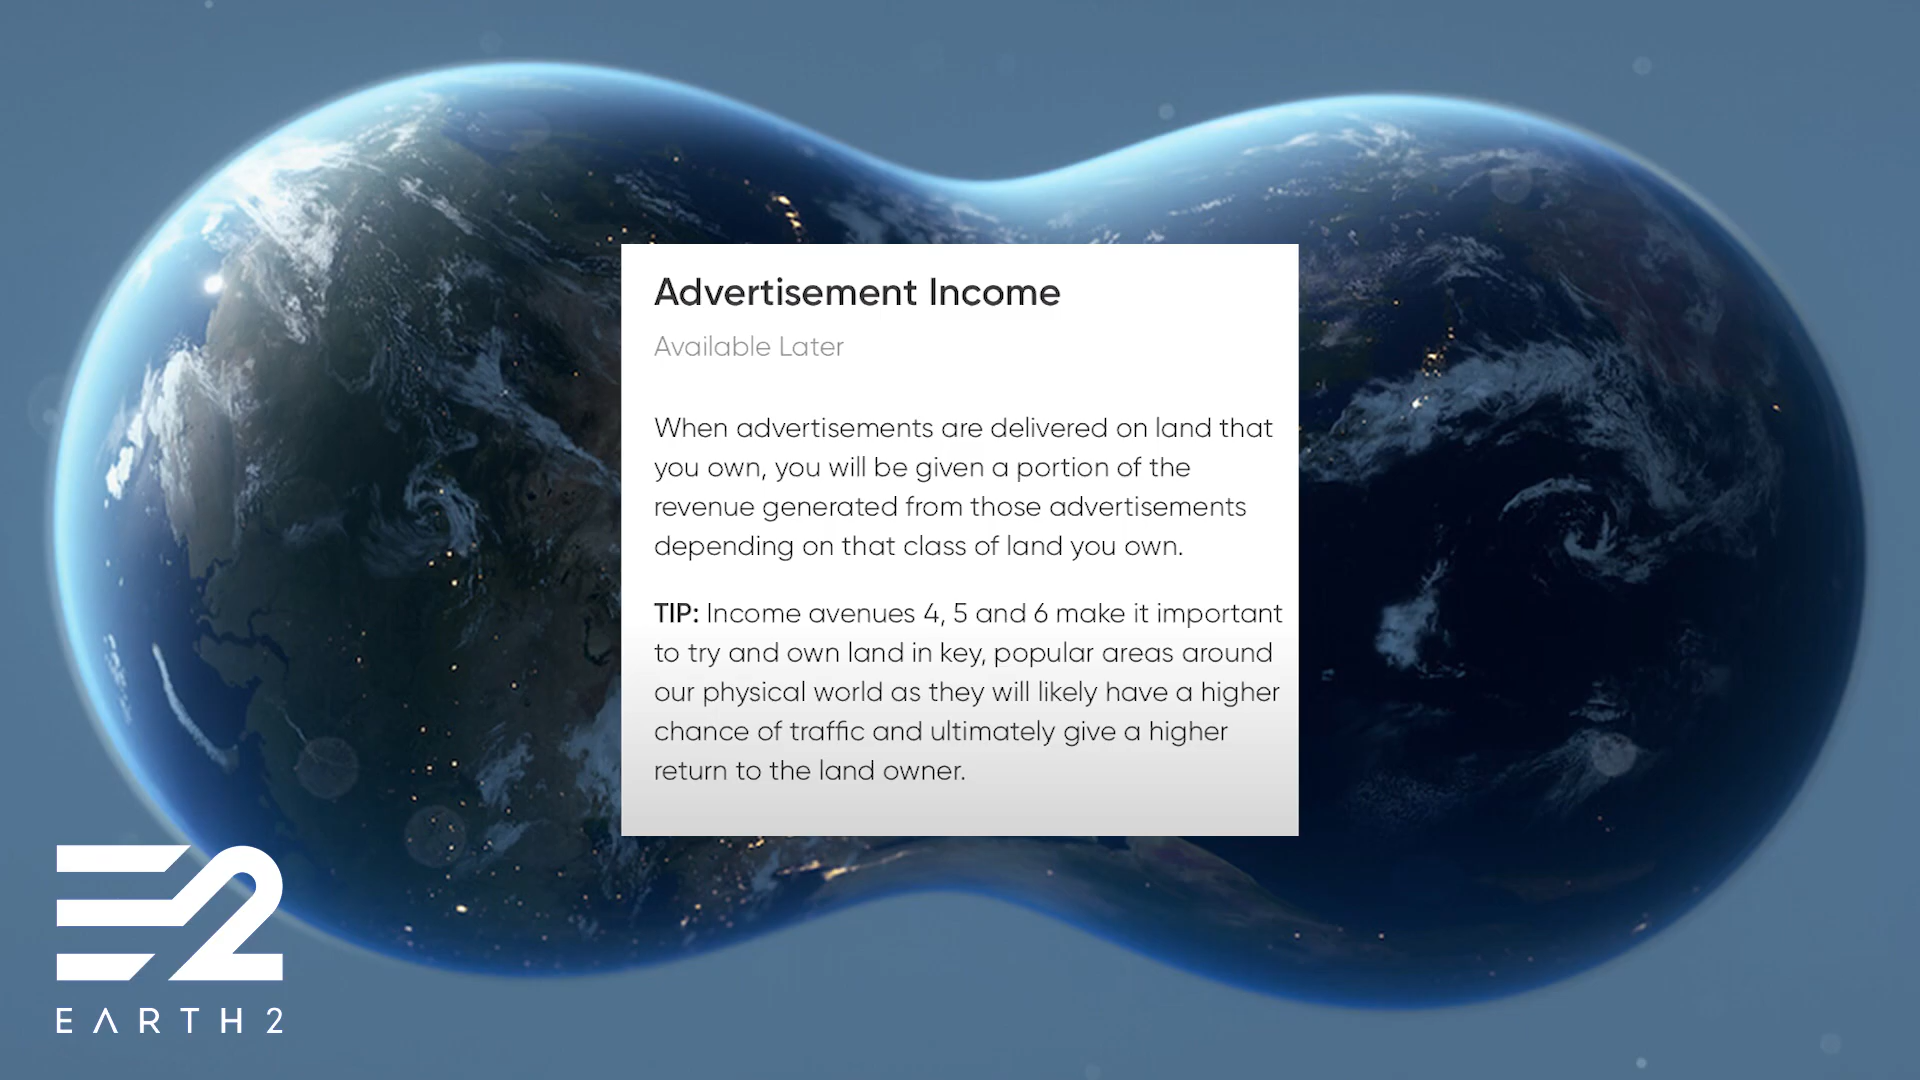 Advertisement Income
Available Later
When advertisements are delivered on land that
you own, you will be given a portion of the
revenue generated from those advertisements
depending on that class of land you own.
TIP: Income avenues 4, 5 and 6 make it important
to try and own land in key, popular areas around
our physical world as they will likely have a higher
chance of traffic and ultimately give a higher
return to the land owner.
E2
EARTH 2